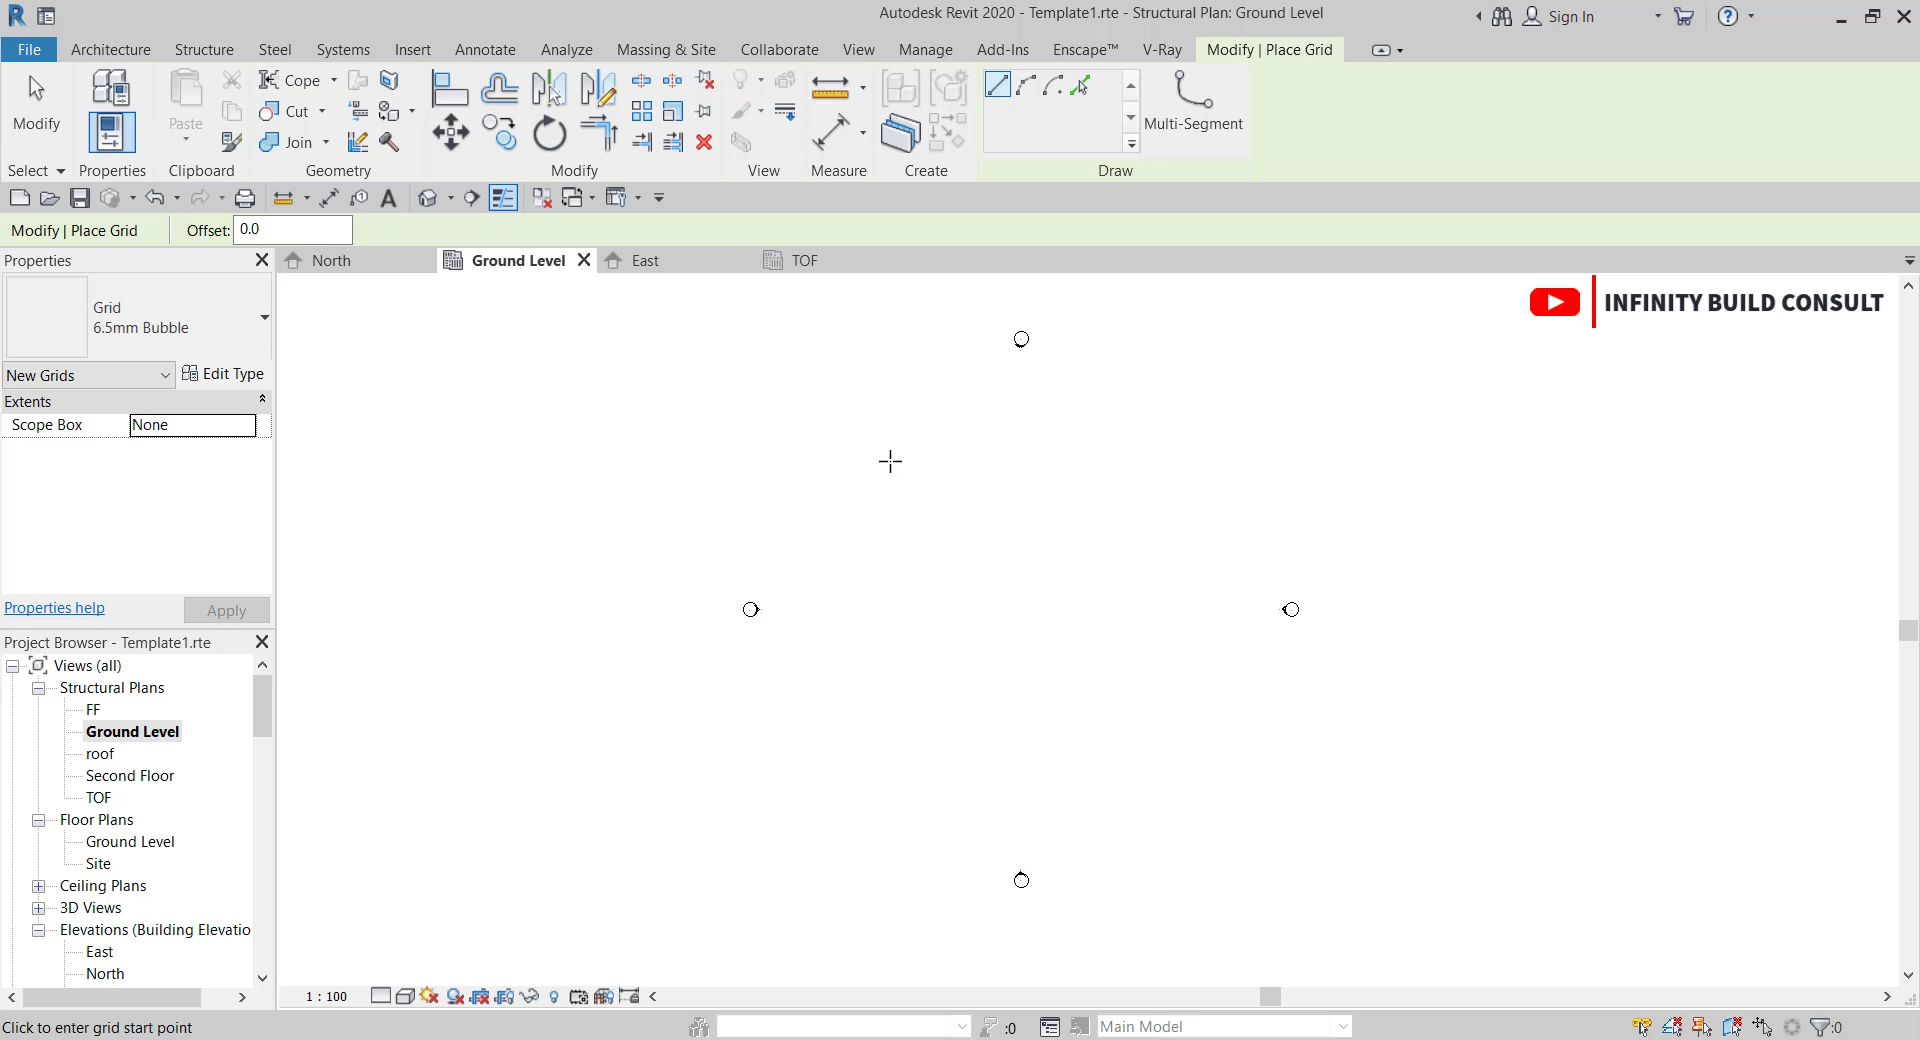 Autodesk Revit 2020 - Template1.rte - Structural Plan: Ground Level
Sign In
File Architecture Structure Steel Systems Insert Annotate Analyze Massing & Site Collaborate View Manage Add-Ins Enscape™ V-Ray Modify | Place Grid
Modify
Paste
Cope
Cut
Join
Multi-Segment
Select Properties Clipboard Geometry Modify View Measure Create Draw
Modify | Place Grid Offset: 0.0
Properties
North
Ground Level
East
TOF
INFINITY BUILD CONSULT
Grid
6.5mm Bubble
New Grids
Edit Type
Extents
Scope Box None
Properties help
Apply
Project Browser - Template1.rte
Views (all)
Structural Plans
FF
Ground Level
roof
Second Floor
TOF
Floor Plans
Ground Level
Site
Ceiling Plans
3D Views
Elevations (Building Elevatio
East
North
1 : 100
Click to enter grid start point
:0
Main Model
:0